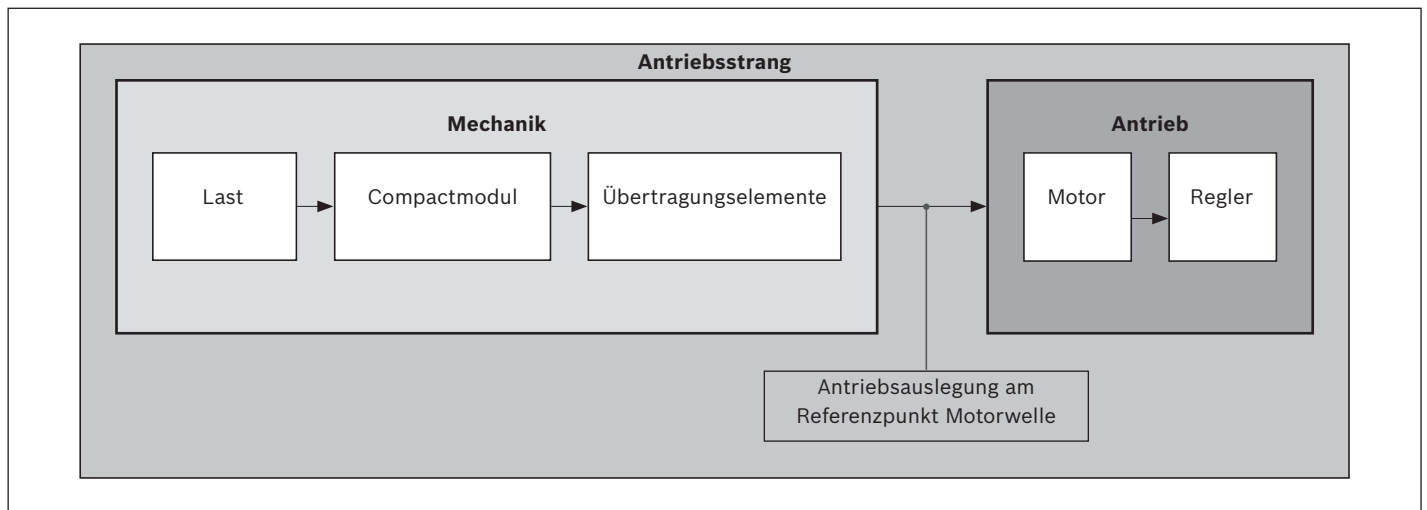 Antriebsstrang
Mechanik
Last
Compactmodul
Übertragungselemente
Antrieb
Motor
Regler
Antriebsauslegung am
Referenzpunkt Motorwelle